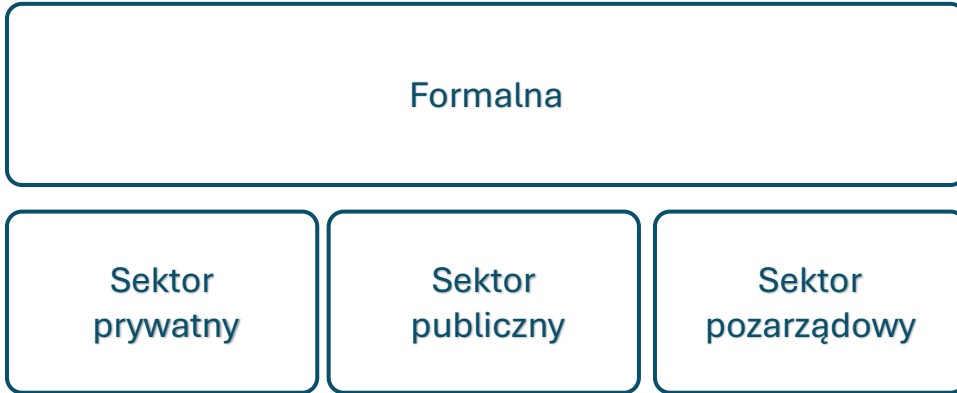 Formalna
Sektor
prywatny
Sektor
publiczny
Sektor
pozarządowy